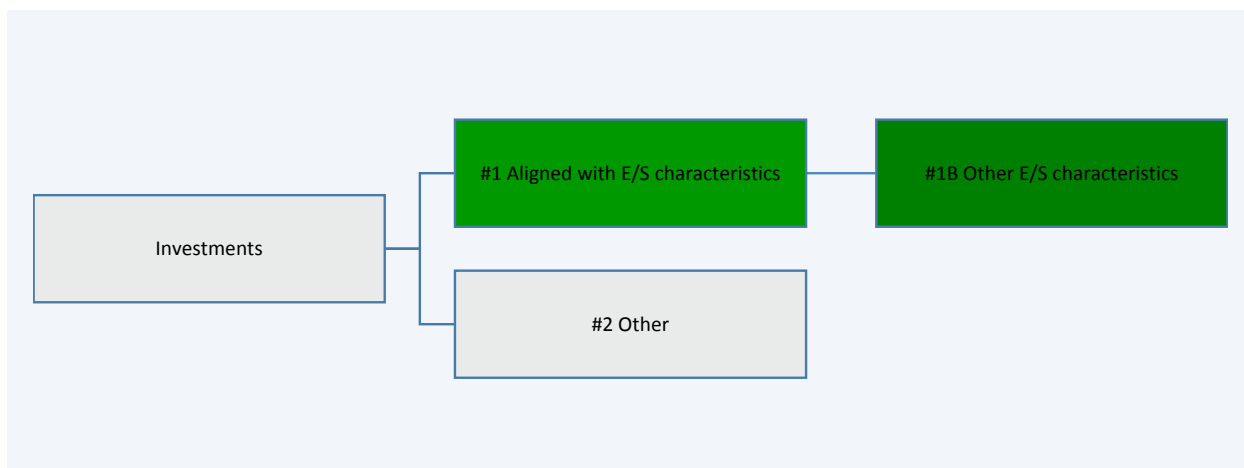 #1 Aligned with E/S characteristics
#1B Other E/S characteristics
Investments
#2 Other